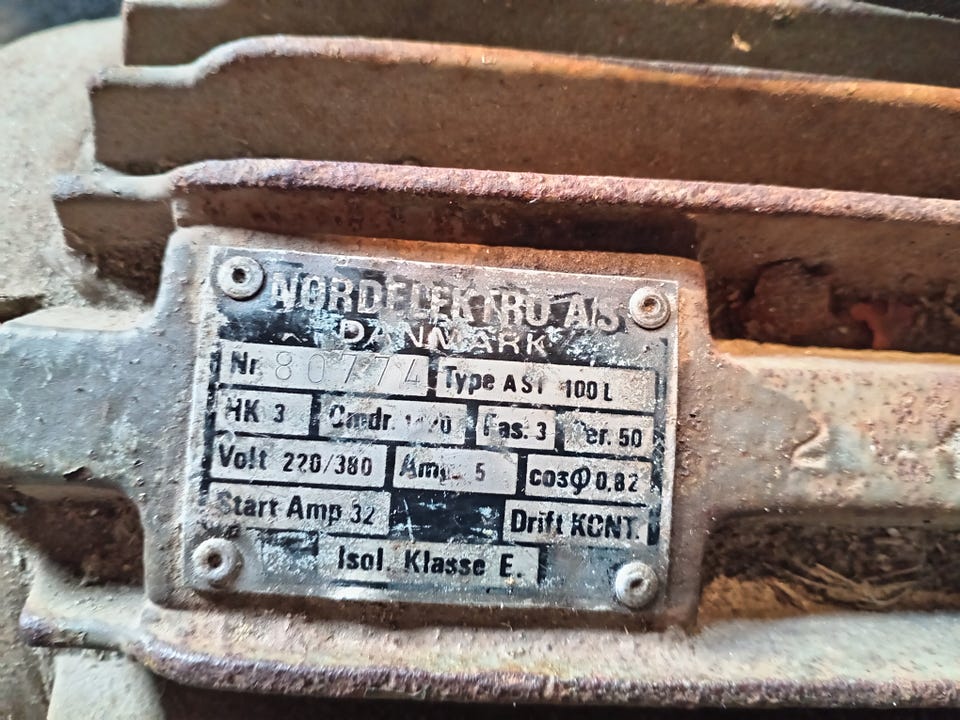 NORDELEKTRO A/S
DANMARK
Nr. 80774 Type 100 L
HK 3 Omdr. Fas. 3 Per. 50
Volt 220/380 Amp. 5 cosφ 0,82
Start Amp 32 Drift KONT.
Isol. Klasse E.